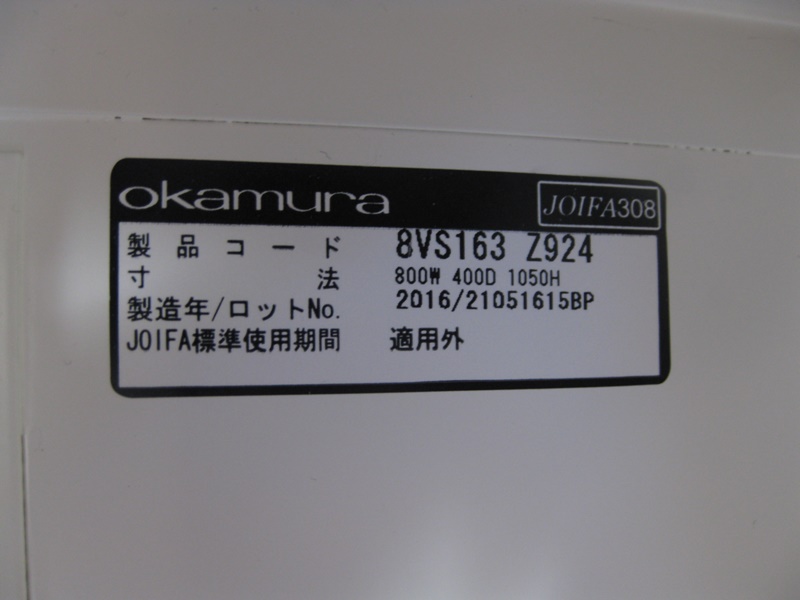 okamura JOIFA308
製品コード 8VS163 Z924
寸法 800W 400D 1050H
製造年/ロットNo. 2016/21051615BP
JOIFA標準使用期間 適用外